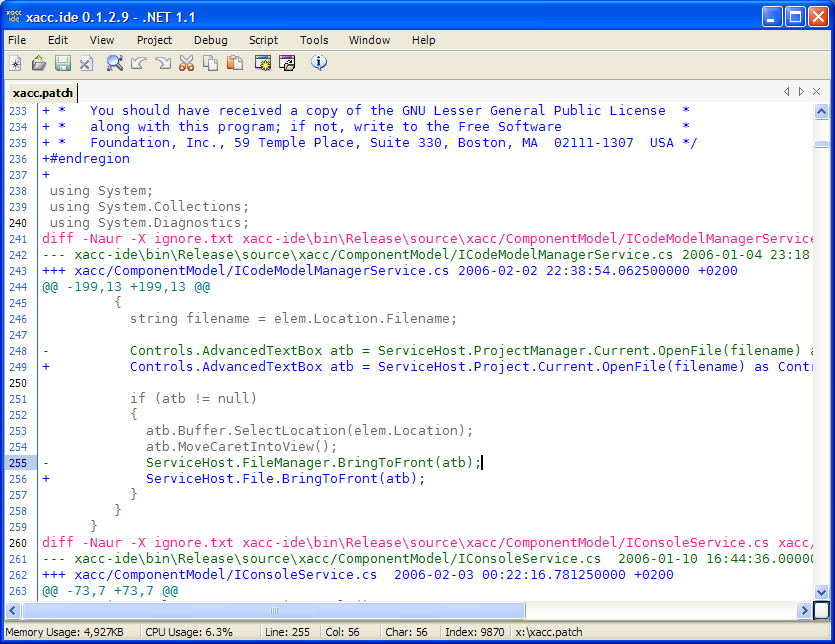 xacc.ide 0.1.2.9 - .NET 1.1
File Edit View Project Debug Script Tools Window Help
xacc.patch
233 + *   You should have received a copy of the GNU Lesser General Public License  *
234 + *   along with this program; if not, write to the Free Software               *
235 + *   Foundation, Inc., 59 Temple Place, Suite 330, Boston, MA  02111-1307  USA */
236 +#endregion
237 +
238  using System;
239  using System.Collections;
240  using System.Diagnostics;
241 diff -Naur -X ignore.txt xacc-ide\bin\Release\source\xacc/ComponentModel/ICodeModelManagerService
242 --- xacc-ide\bin\Release\source\xacc/ComponentModel/ICodeModelManagerService.cs 2006-01-04 23:18
243 +++ xacc/ComponentModel/ICodeModelManagerService.cs 2006-02-02 22:38:54.062500000 +0200
244 @@ -199,13 +199,13 @@
245          {
246            string filename = elem.Location.Filename;
247
248 -          Controls.AdvancedTextBox atb = ServiceHost.ProjectManager.Current.OpenFile(filename) a
249 +          Controls.AdvancedTextBox atb = ServiceHost.Project.Current.OpenFile(filename) as Contr
250
251            if (atb != null)
252            {
253              atb.Buffer.SelectLocation(elem.Location);
254              atb.MoveCaretIntoView();
255 -            ServiceHost.FileManager.BringToFront(atb);
256 +            ServiceHost.File.BringToFront(atb);
257            }
258          }
259       }
260 diff -Naur -X ignore.txt xacc-ide\bin\Release\source\xacc/ComponentModel/IConsoleService.cs xacc/
261 --- xacc-ide\bin\Release\source\xacc/ComponentModel/IConsoleService.cs  2006-01-10 16:44:36.00000
262 +++ xacc/ComponentModel/IConsoleService.cs  2006-02-03 00:22:16.781250000 +0200
263 @@ -73,7 +73,7 @@
Memory Usage: 4,927KB CPU Usage: 6.3% Line: 255 Col: 56 Char: 56 Index: 9870 x:\xacc.patch